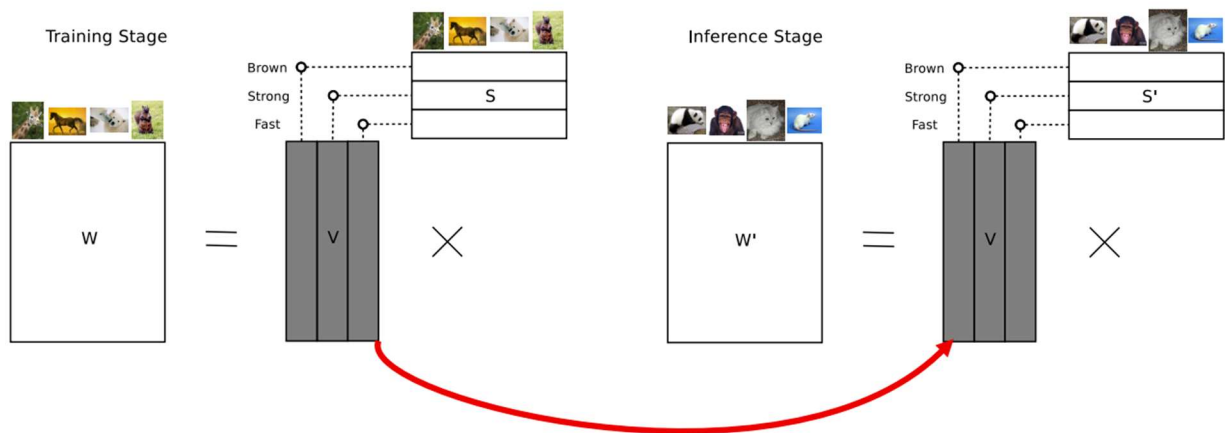 Training Stage
Brown
Strong
Fast
S
W
=
V
×
Inference Stage
Brown
Strong
Fast
S'
W'
=
V
×